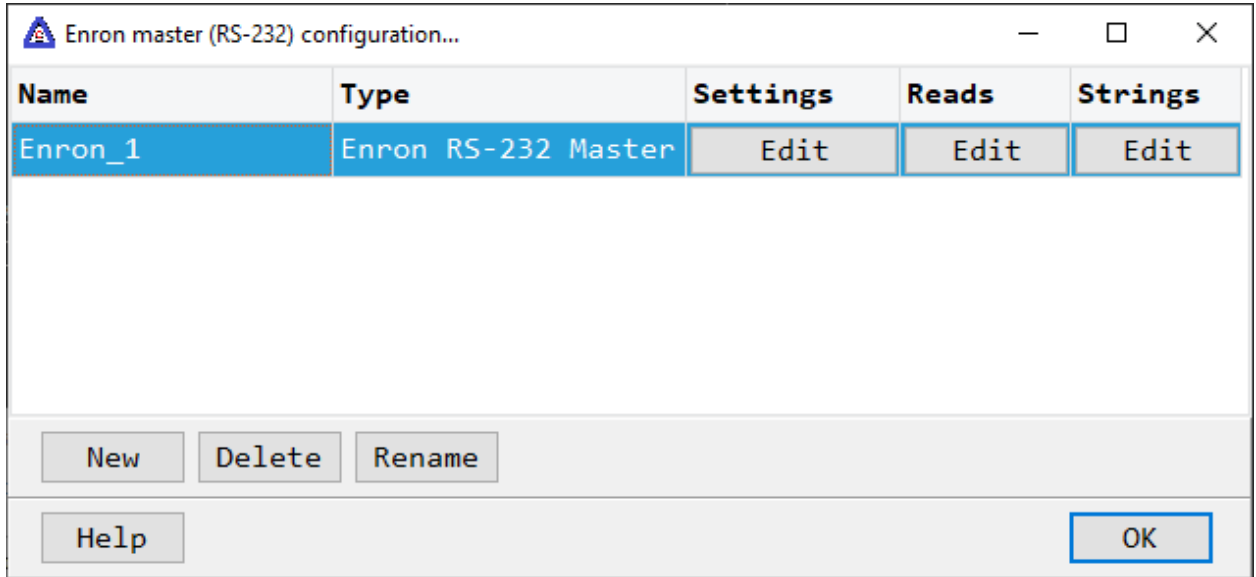 Enron master (RS-232) configuration...
Name Type Settings Reads Strings
Enron_1 Enron RS-232 Master Edit Edit Edit
New Delete Rename
Help OK